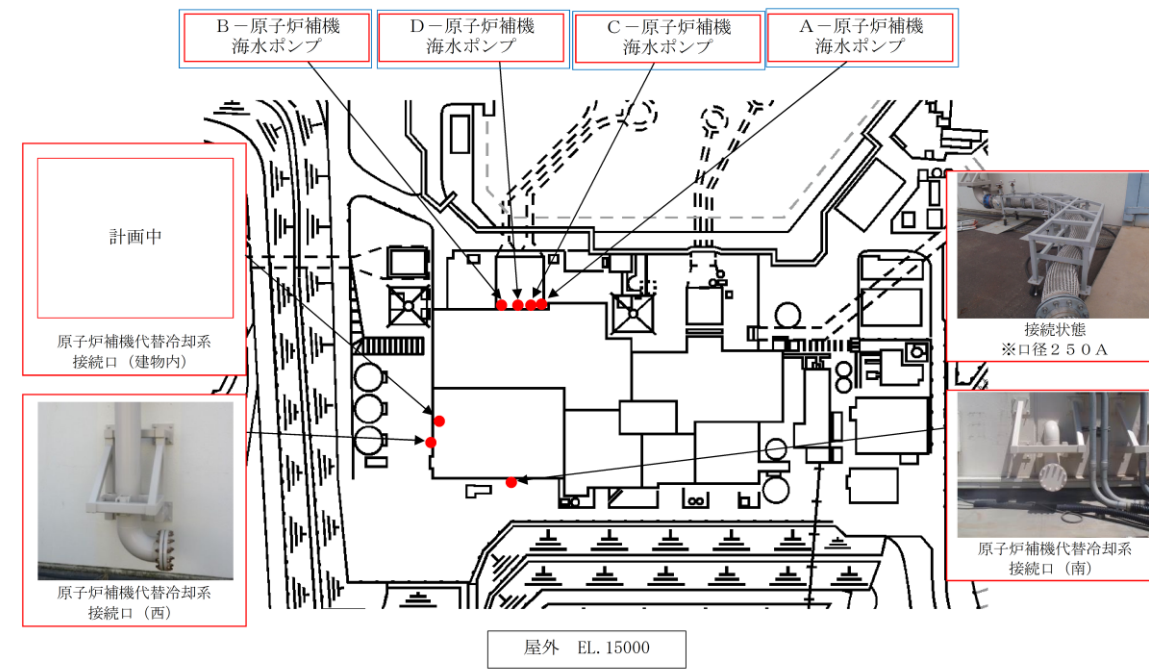 B－原子炉補機
海水ポンプ
D－原子炉補機
海水ポンプ
C－原子炉補機
海水ポンプ
A－原子炉補機
海水ポンプ
計画中
原子炉補機代替冷却系
接続口（建物内）
接続状態
※口径２５０A
原子炉補機代替冷却系
接続口（西）
原子炉補機代替冷却系
接続口（南）
屋外　EL.15000